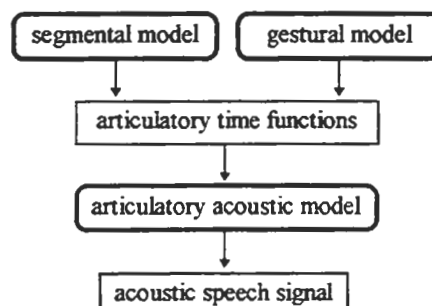 segmental model
gestural model
articulatory time functions
articulatory acoustic model
acoustic speech signal